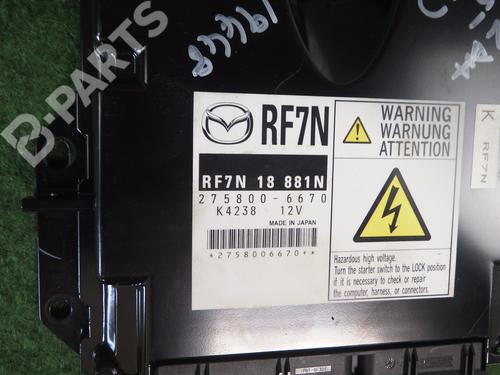 B-PARTS
833361
RF7N
RF7N 18 881N
275800-6670
K4238 12V
MADE IN JAPAN
*2758006670**
WARNING
WARNUNG
ATTENTION
Hazardous high voltage.
Turn the starter switch to the LOCK position
if it is necessary to check or repair
the computer, harness, or connectors.
K
RF7N